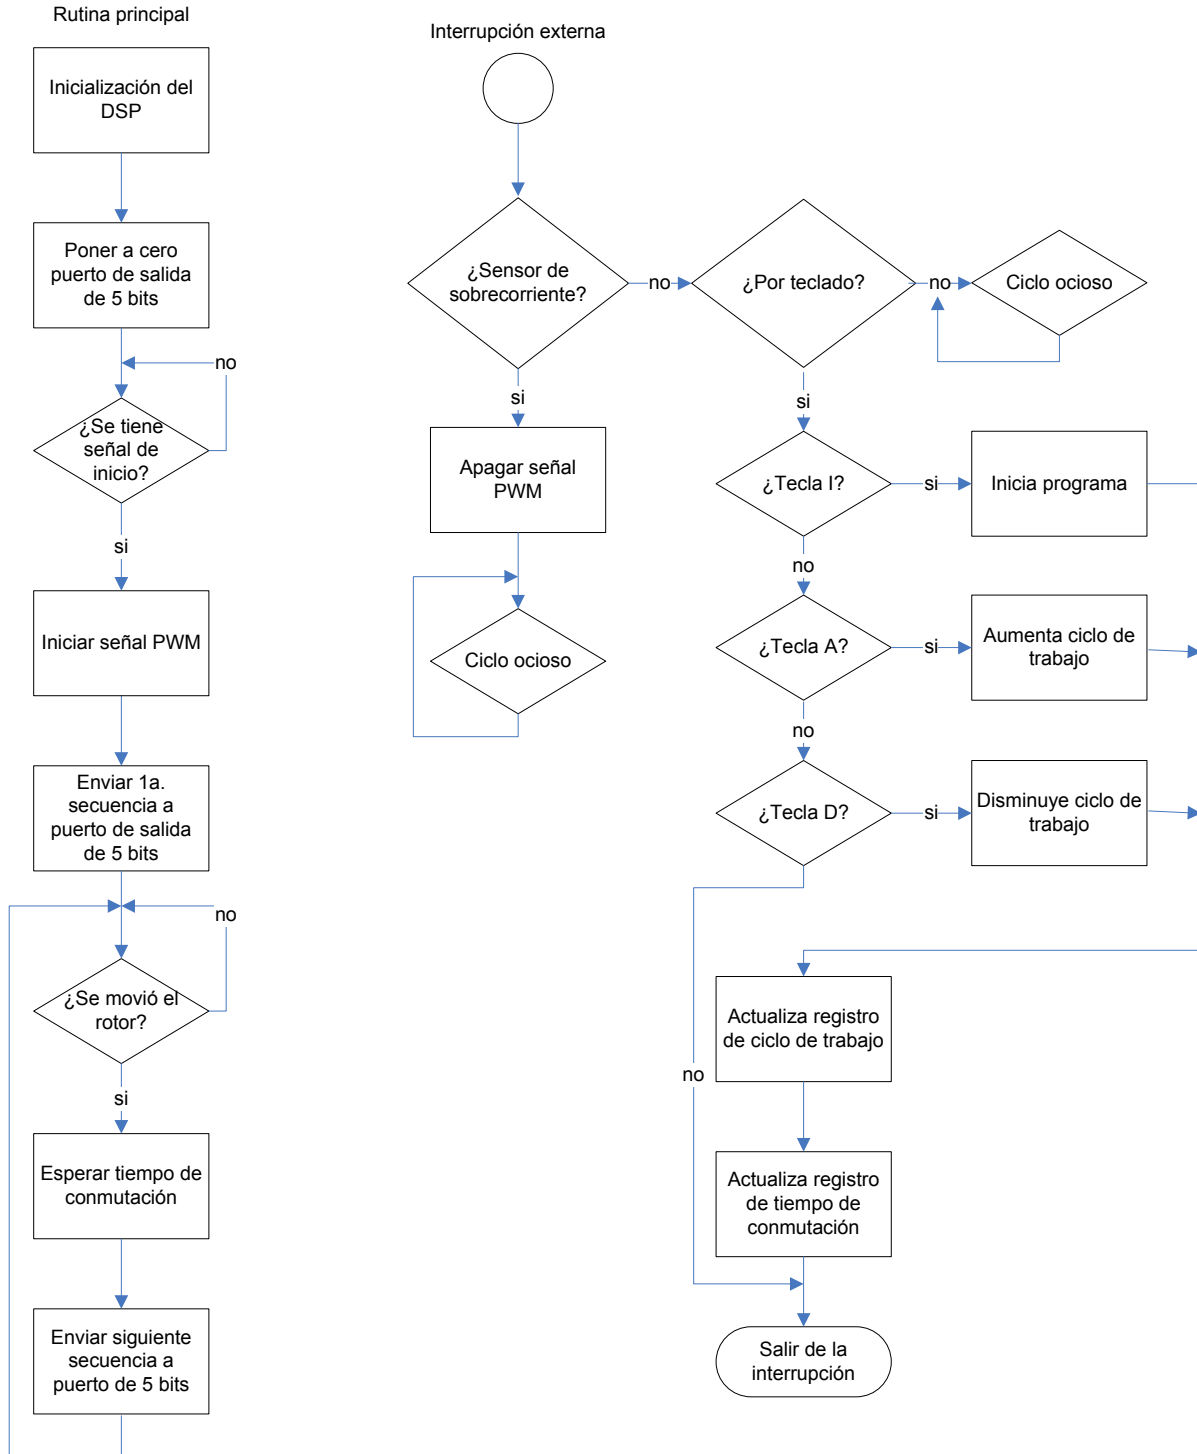 Rutina principal
Inicialización del
DSP
Poner a cero
puerto de salida
de 5 bits
no
¿Se tiene
señal de
inicio?
si
Iniciar señal PWM
Enviar 1a.
secuencia a
puerto de salida
de 5 bits
no
¿Se movió el
rotor?
si
Esperar tiempo de
conmutación
Enviar siguiente
secuencia a
puerto de 5 bits
Interrupción externa
¿Sensor de
sobrecorriente?
no
¿Por teclado?
no
Ciclo ocioso
si
Apagar señal
PWM
Ciclo ocioso
si
¿Tecla I?
si
Inicia programa
no
¿Tecla A?
si
Aumenta ciclo de
trabajo
no
¿Tecla D?
si
Disminuye ciclo de
trabajo
no
Actualiza registro
de ciclo de trabajo
Actualiza registro
de tiempo de
conmutación
Salir de la
interrupción